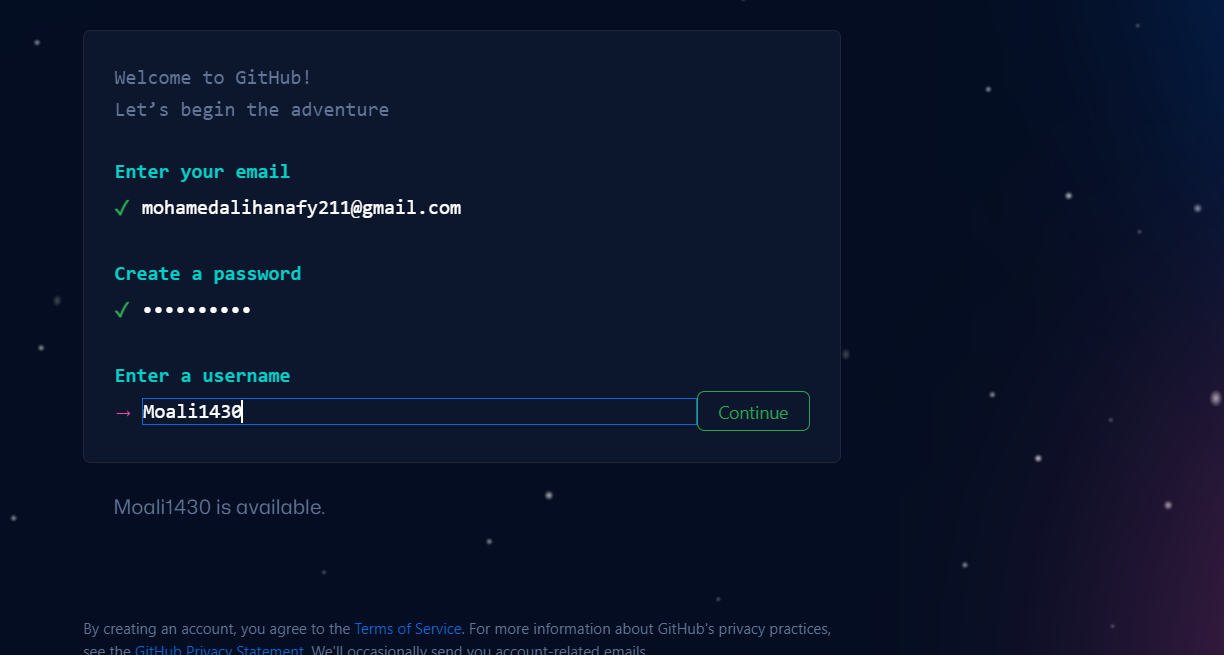 Welcome to GitHub!
Let’s begin the adventure
Enter your email
✓ mohamedalihanafy211@gmail.com
Create a password
✓ ••••••••••
Enter a username
→ Moali1430 Continue
Moali1430 is available.
By creating an account, you agree to the Terms of Service. For more information about GitHub's privacy practices,
see the GitHub Privacy Statement. We'll occasionally send you account-related emails.